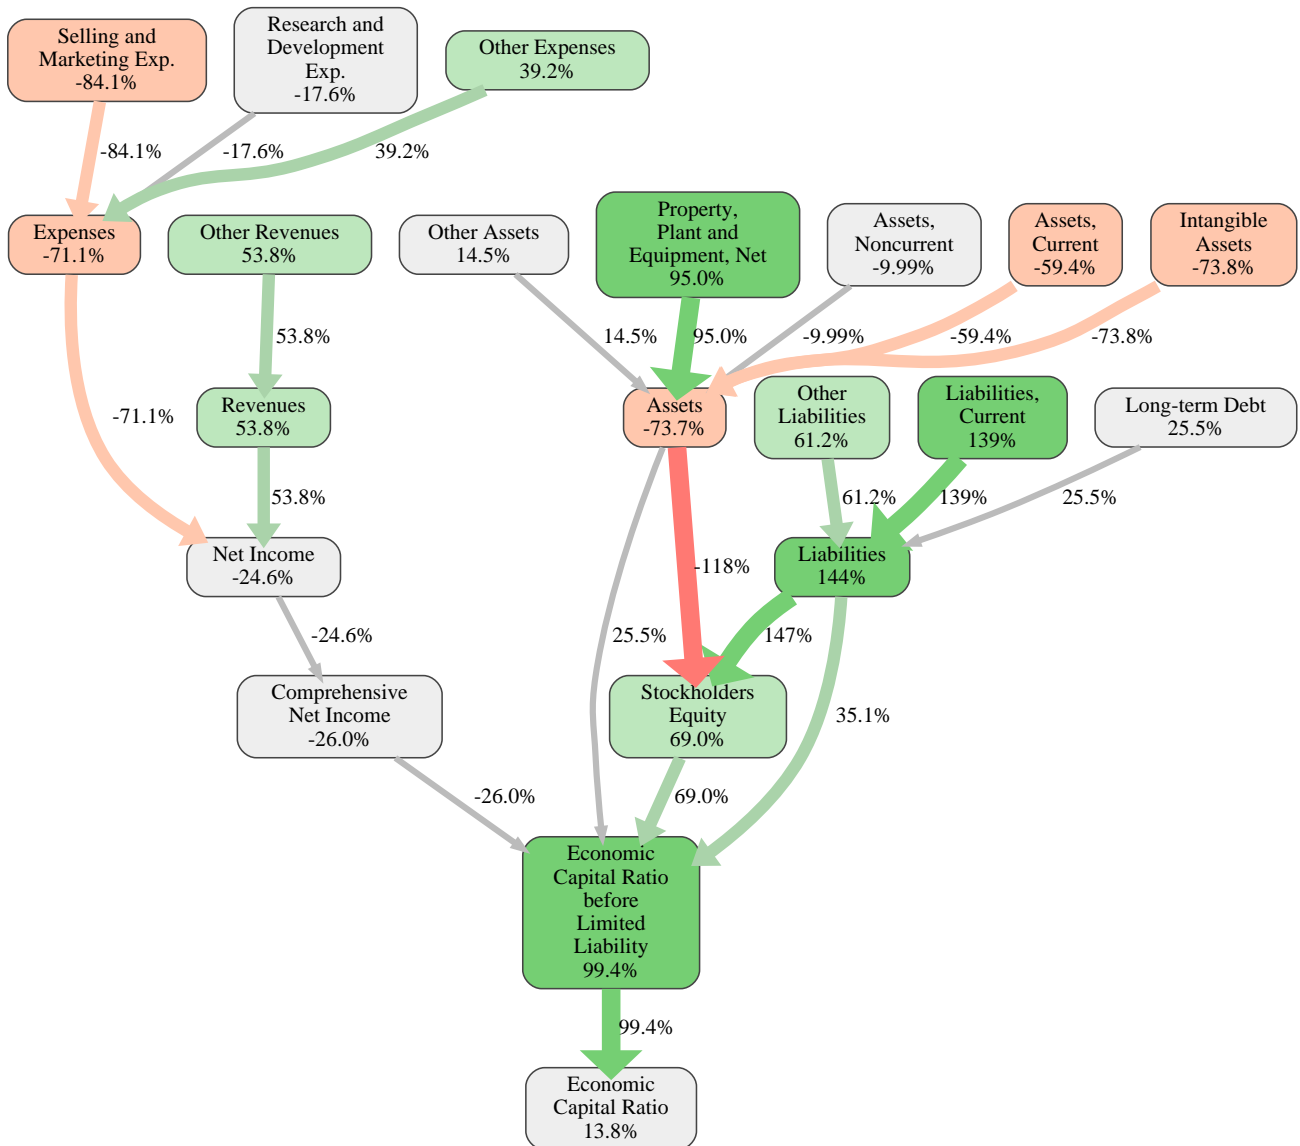 Selling and
Marketing Exp.
-84.1%
Research and
Development
Exp.
-17.6%
Other Expenses
39.2%
-84.1%
-17.6%
39.2%
Expenses
-71.1%
Other Revenues
53.8%
Other Assets
14.5%
Property,
Plant and
Equipment, Net
95.0%
Assets,
Noncurrent
-9.99%
Assets,
Current
-59.4%
Intangible
Assets
-73.8%
53.8%
14.5%
95.0%
-9.99%
-59.4%
-73.8%
-71.1%
Revenues
53.8%
Assets
-73.7%
Other
Liabilities
61.2%
Liabilities,
Current
139%
Long-term Debt
25.5%
53.8%
61.2%
139%
25.5%
Net Income
-24.6%
-118%
Liabilities
144%
-24.6%
25.5%
147%
Comprehensive
Net Income
-26.0%
Stockholders
Equity
69.0%
35.1%
-26.0%
69.0%
Economic
Capital Ratio
before
Limited
Liability
99.4%
99.4%
Economic
Capital Ratio
13.8%